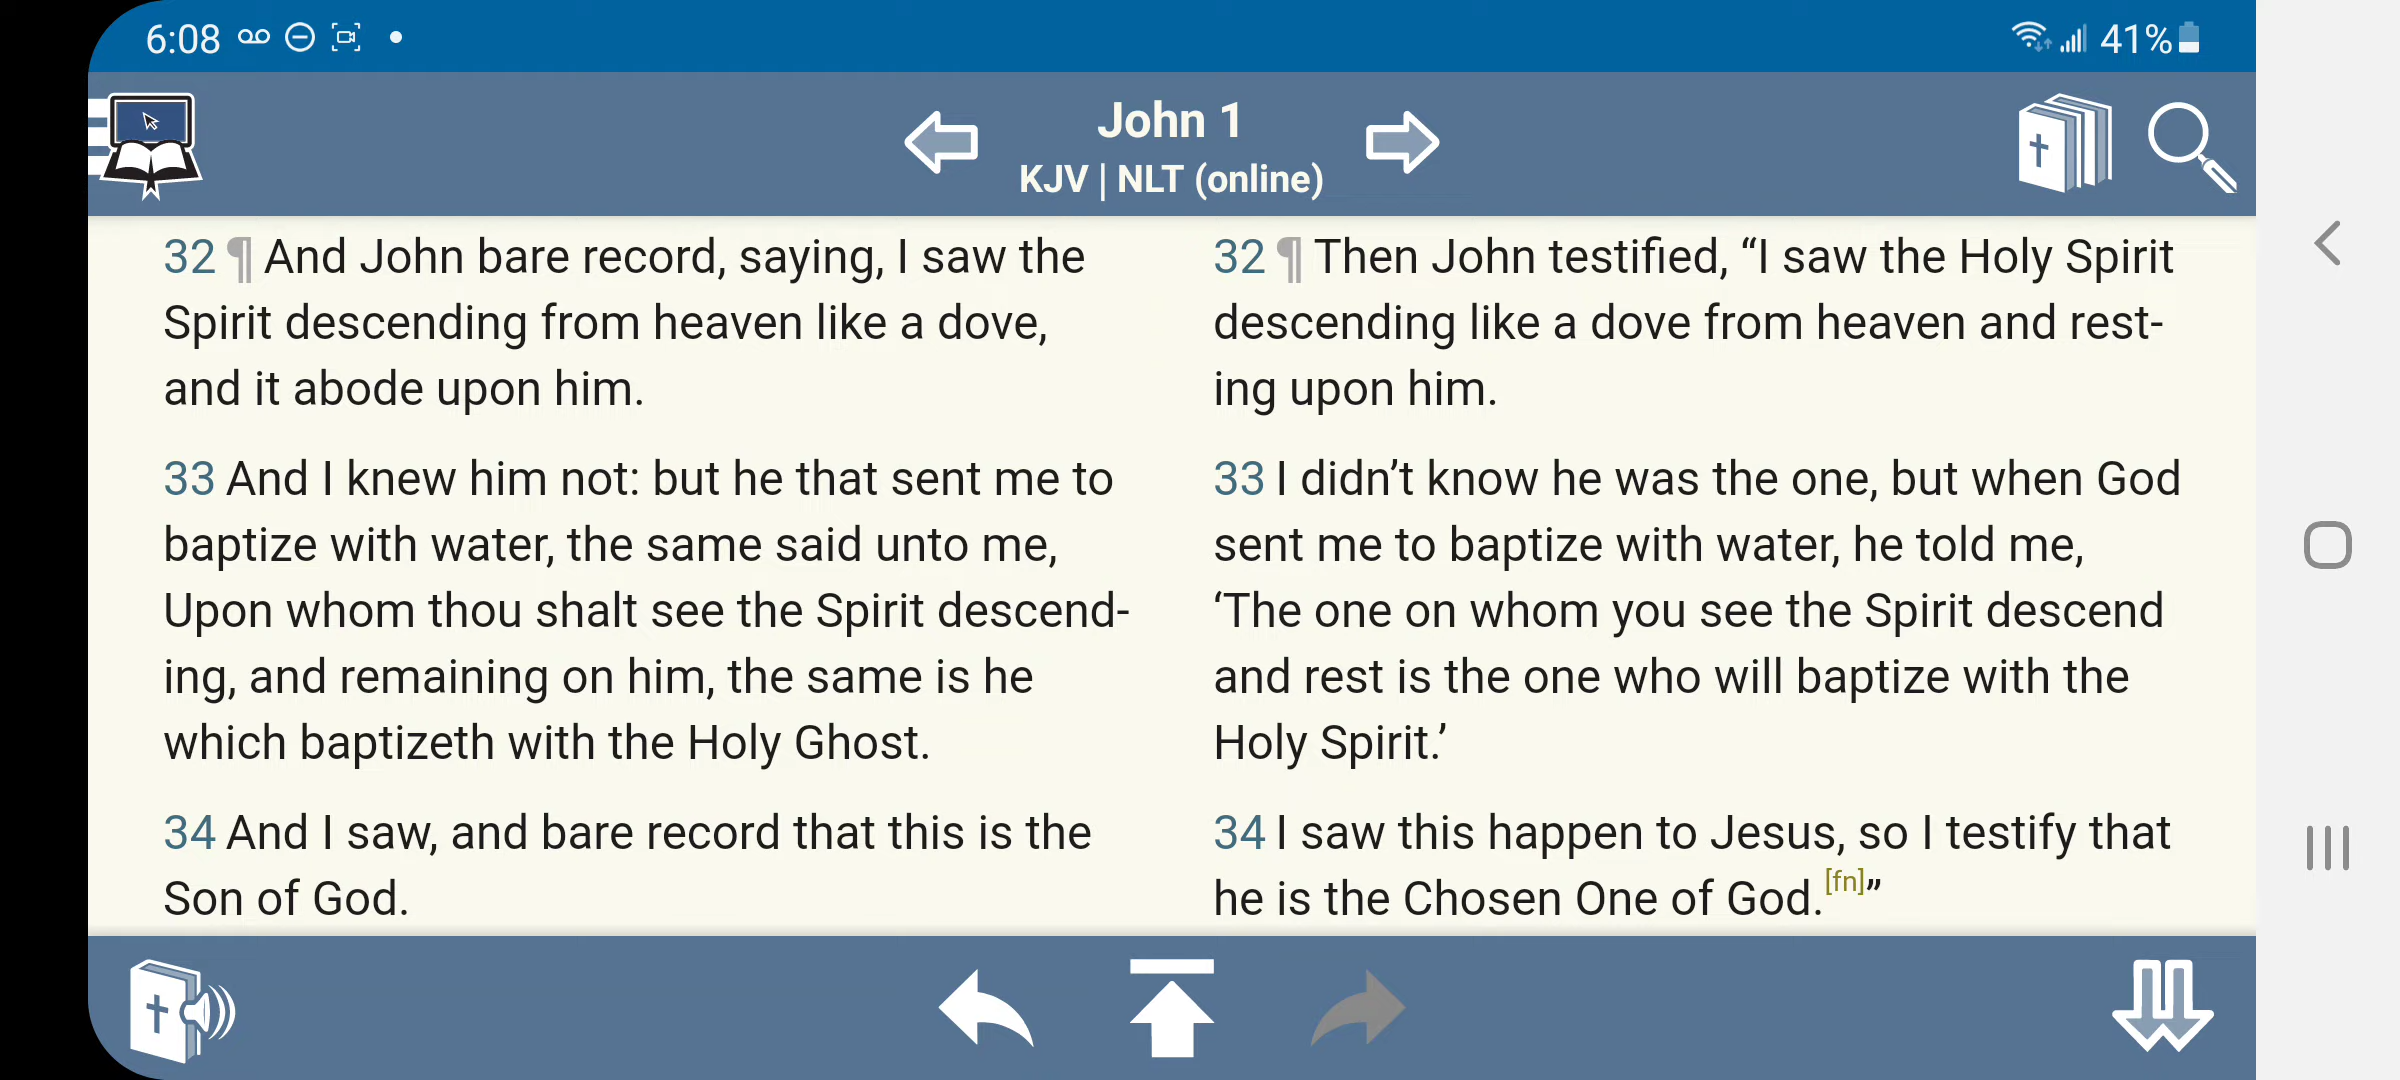 6:08
41%
John 1
KJV | NLT (online)
32 ¶ And John bare record, saying, I saw the
Spirit descending from heaven like a dove,
and it abode upon him.
33 And I knew him not: but he that sent me to
baptize with water, the same said unto me,
Upon whom thou shalt see the Spirit descend-
ing, and remaining on him, the same is he
which baptizeth with the Holy Ghost.
34 And I saw, and bare record that this is the
Son of God.
32 ¶ Then John testified, “I saw the Holy Spirit
descending like a dove from heaven and rest-
ing upon him.
33 I didn’t know he was the one, but when God
sent me to baptize with water, he told me,
‘The one on whom you see the Spirit descend
and rest is the one who will baptize with the
Holy Spirit.’
34 I saw this happen to Jesus, so I testify that
he is the Chosen One of God.[fn]”